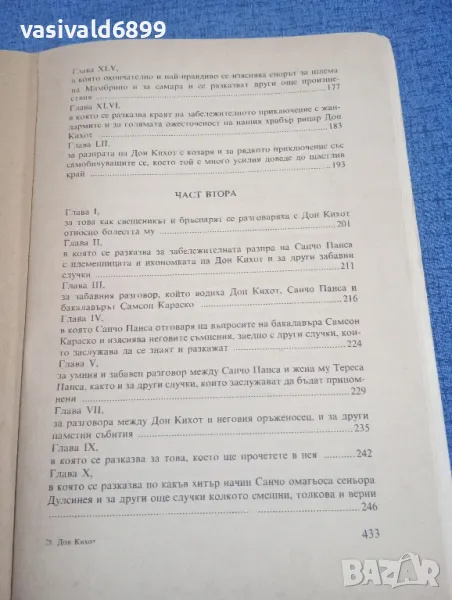 vasivald6899
Глава XLV,
в която окончателно и най-правдиво се изяснява спорът за шлема
на Мамбрино и за самара и се разказват други още произше-
ствия 177
Глава XLVI,
в която се разказва краят на забележителното приключение с жан-
дармите и за голямата ожесточеност на нашия храбър рицар Дон
Кихот 183
Глава LII,
за разпрата на Дон Кихот с козаря и за рядкото приключение със
самобичуващите се, което той с много усилия доведе до щастлив
край 193
ЧАСТ ВТОРА
Глава I,
за това как свещеникът и бръснарят се разговаряха с Дон Кихот
относно болестта му 201
Глава II,
в която се разказва за забележителната разпра на Санчо Панса
с племенницата и икономката на Дон Кихот и за други забавни
случки 211
Глава III,
за забавния разговор, който водиха Дон Кихот, Санчо Панса и
бакалавърът Самсон Караско 216
Глава IV,
в която Санчо Панса отговаря на въпросите на бакалавъра Самсон
Караско и изяснява неговите съмнения, заедно с други случки, кои-
то заслужава да се знаят и разкажат 224
Глава V,
за умния и забавен разговор между Санчо Панса и жена му Тереса
Панса, както и за други случки, които заслужават да бъдат припом-
нени 229
Глава VII,
за разговора между Дон Кихот и неговия оръженосец, и за други
паметни събития 235
Глава IX,
в която се разказва за това, което ще прочетете в нея 242
Глава X,
в която се разказва по какъв хитър начин Санчо омагьоса сеньора
Дулсинея и за други още случки колкото смешни, толкова и верни
246
28 Дон Кихот 433
BAZAR